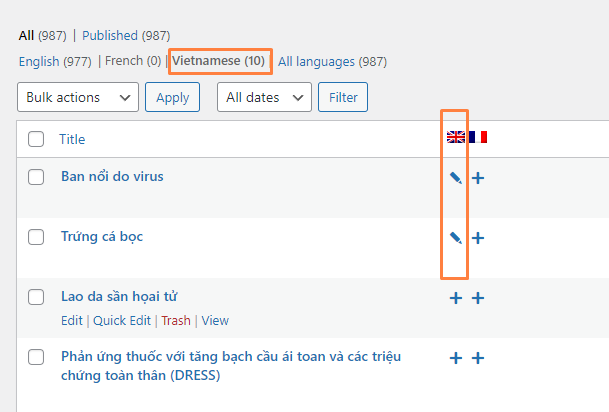 All (987) | Published (987)
English (977) | French (0) | Vietnamese (10) | All languages (987)
Bulk actions Apply All dates Filter
Title
Ban nổi do virus
Trứng cá bọc
Lao da sần hoại tử
Edit | Quick Edit | Trash | View
Phản ứng thuốc với tăng bạch cầu ái toan và các triệu
chứng toàn thân (DRESS)